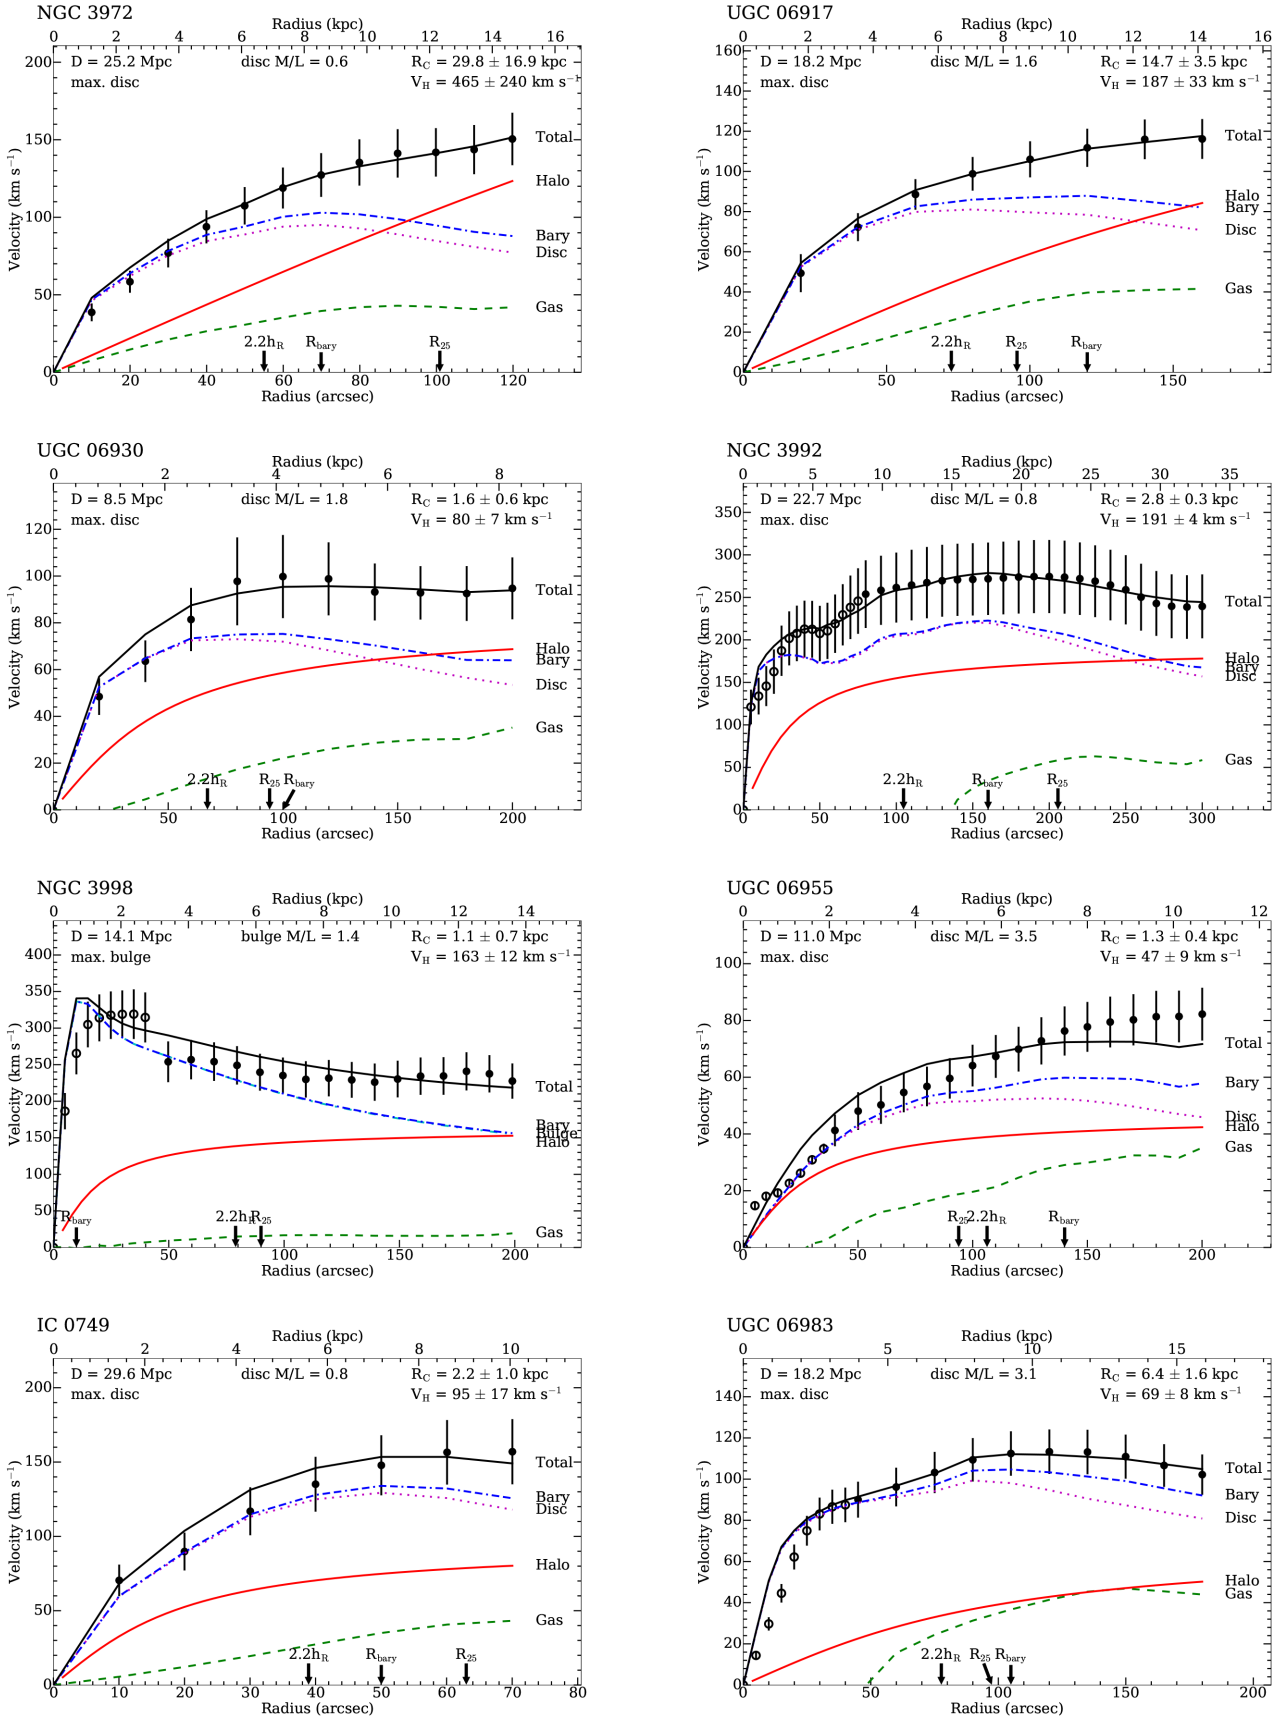 NGC 3972
Radius (kpc)
0 2 4 6 8 10 12 14 16
D = 25.2 Mpc disc M/L = 0.6 R_C = 29.8 ± 16.9 kpc
max. disc V_H = 465 ± 240 km s⁻¹
Velocity (km s⁻¹)
200
150
100
50
0
Total
Halo
Bary
Disc
Gas
2.2h_R R_bary R_25
0 20 40 60 80 100 120
Radius (arcsec)
UGC 06917
Radius (kpc)
0 2 4 6 8 10 12 14 16
D = 18.2 Mpc disc M/L = 1.6 R_C = 14.7 ± 3.5 kpc
max. disc V_H = 187 ± 33 km s⁻¹
Velocity (km s⁻¹)
160
140
120
100
80
60
40
20
0
Total
Halo
Bary
Disc
Gas
2.2h_R R_25 R_bary
0 50 100 150
Radius (arcsec)
UGC 06930
Radius (kpc)
0 2 4 6 8
D = 8.5 Mpc disc M/L = 1.8 R_C = 1.6 ± 0.6 kpc
max. disc V_H = 80 ± 7 km s⁻¹
Velocity (km s⁻¹)
120
100
80
60
40
20
0
Total
Halo
Bary
Disc
Gas
2.2h_R R_25 R_bary
0 50 100 150 200
Radius (arcsec)
NGC 3992
Radius (kpc)
0 5 10 15 20 25 30 35
D = 22.7 Mpc disc M/L = 0.8 R_C = 2.8 ± 0.3 kpc
max. disc V_H = 191 ± 4 km s⁻¹
Velocity (km s⁻¹)
350
300
250
200
150
100
50
0
Total
Halo
Bary
Disc
Gas
2.2h_R R_bary R_25
0 50 100 150 200 250 300
Radius (arcsec)
NGC 3998
Radius (kpc)
0 2 4 6 8 10 12 14
D = 14.1 Mpc bulge M/L = 1.4 R_C = 1.1 ± 0.7 kpc
max. bulge V_H = 163 ± 12 km s⁻¹
Velocity (km s⁻¹)
400
350
300
250
200
150
100
50
0
Total
Bary
Bulge
Halo
Gas
R_bary 2.2h_R R_25
0 50 100 150 200
Radius (arcsec)
UGC 06955
Radius (kpc)
0 2 4 6 8 10 12
D = 11.0 Mpc disc M/L = 3.5 R_C = 1.3 ± 0.4 kpc
max. disc V_H = 47 ± 9 km s⁻¹
Velocity (km s⁻¹)
100
80
60
40
20
0
Total
Bary
Disc
Halo
Gas
R_25 2.2h_R R_bary
0 50 100 150 200
Radius (arcsec)
IC 0749
Radius (kpc)
0 2 4 6 8 10
D = 29.6 Mpc disc M/L = 0.8 R_C = 2.2 ± 1.0 kpc
max. disc V_H = 95 ± 17 km s⁻¹
Velocity (km s⁻¹)
200
150
100
50
0
Total
Bary
Disc
Halo
Gas
2.2h_R R_bary R_25
0 10 20 30 40 50 60 70 80
Radius (arcsec)
UGC 06983
Radius (kpc)
0 5 10 15
D = 18.2 Mpc disc M/L = 3.1 R_C = 6.4 ± 1.6 kpc
max. disc V_H = 69 ± 8 km s⁻¹
Velocity (km s⁻¹)
140
120
100
80
60
40
20
0
Total
Bary
Disc
Halo
Gas
2.2h_R R_25 R_bary
0 50 100 150 200
Radius (arcsec)